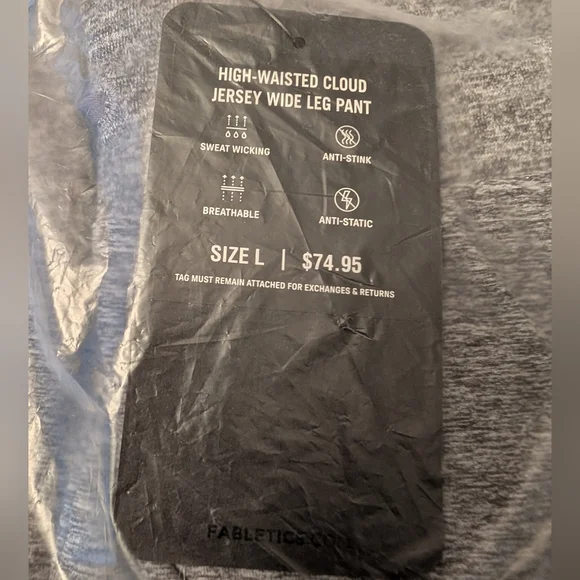 HIGH-WAISTED CLOUD
JERSEY WIDE LEG PANT
SWEAT WICKING ANTI-STINK
BREATHABLE ANTI-STATIC
SIZE L | $74.95
TAG MUST REMAIN ATTACHED FOR EXCHANGES & RETURNS